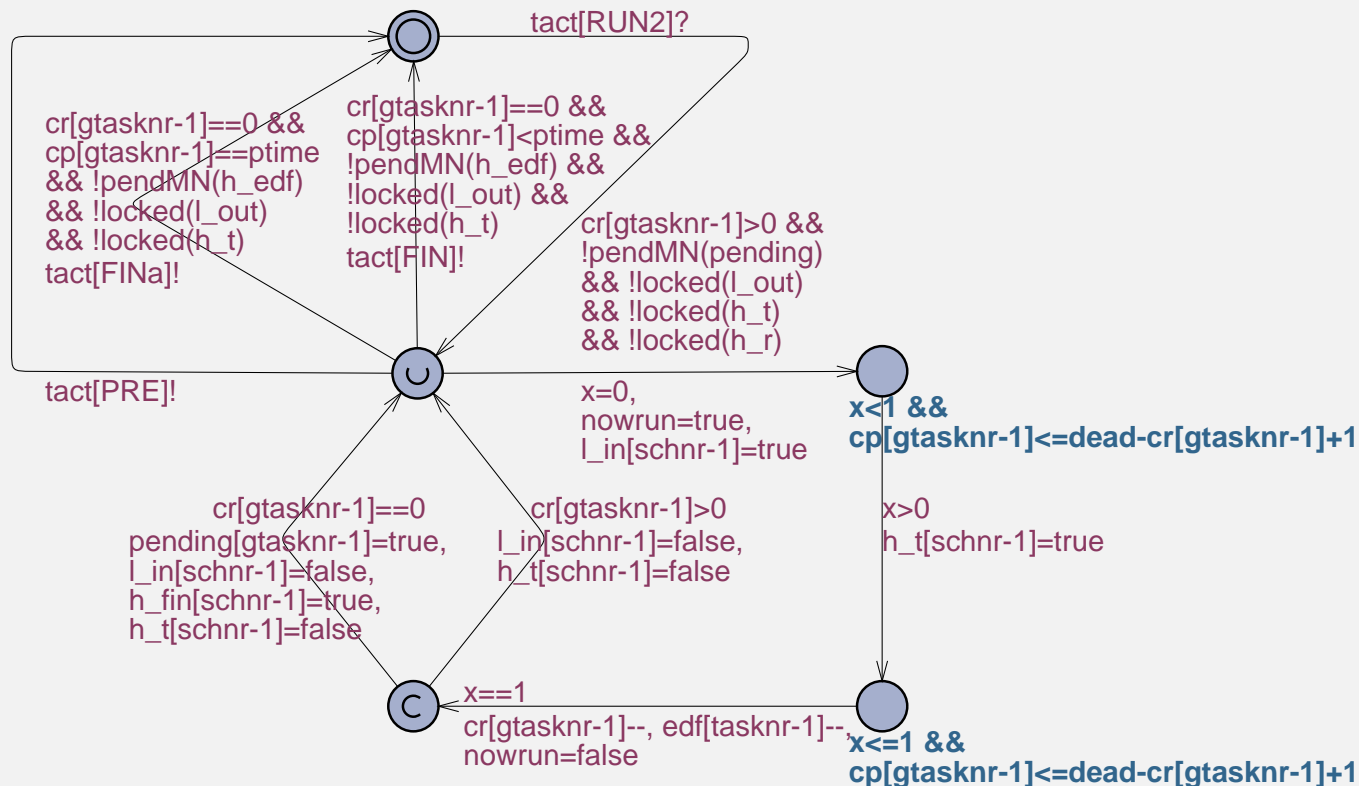 tact[RUN2]?
cr[gtasknr-1]==0 &&
cp[gtasknr-1]==ptime
&& !pendMN(h_edf)
&& !locked(l_out)
&& !locked(h_t)
tact[FINa]!
cr[gtasknr-1]==0 &&
cp[gtasknr-1]<ptime &&
!pendMN(h_edf) &&
!locked(l_out) &&
!locked(h_t)
tact[FIN]!
cr[gtasknr-1]>0 &&
!pendMN(pending)
&& !locked(l_out)
&& !locked(h_t)
&& !locked(h_r)
tact[PRE]!
x=0,
nowrun=true,
l_in[schnr-1]=true
x<1 &&
cp[gtasknr-1]<=dead-cr[gtasknr-1]+1
cr[gtasknr-1]==0
pending[gtasknr-1]=true,
l_in[schnr-1]=false,
h_fin[schnr-1]=true,
h_t[schnr-1]=false
cr[gtasknr-1]>0
l_in[schnr-1]=false,
h_t[schnr-1]=false
x>0
h_t[schnr-1]=true
x==1
cr[gtasknr-1]--, edf[tasknr-1]--,
nowrun=false
x<=1 &&
cp[gtasknr-1]<=dead-cr[gtasknr-1]+1